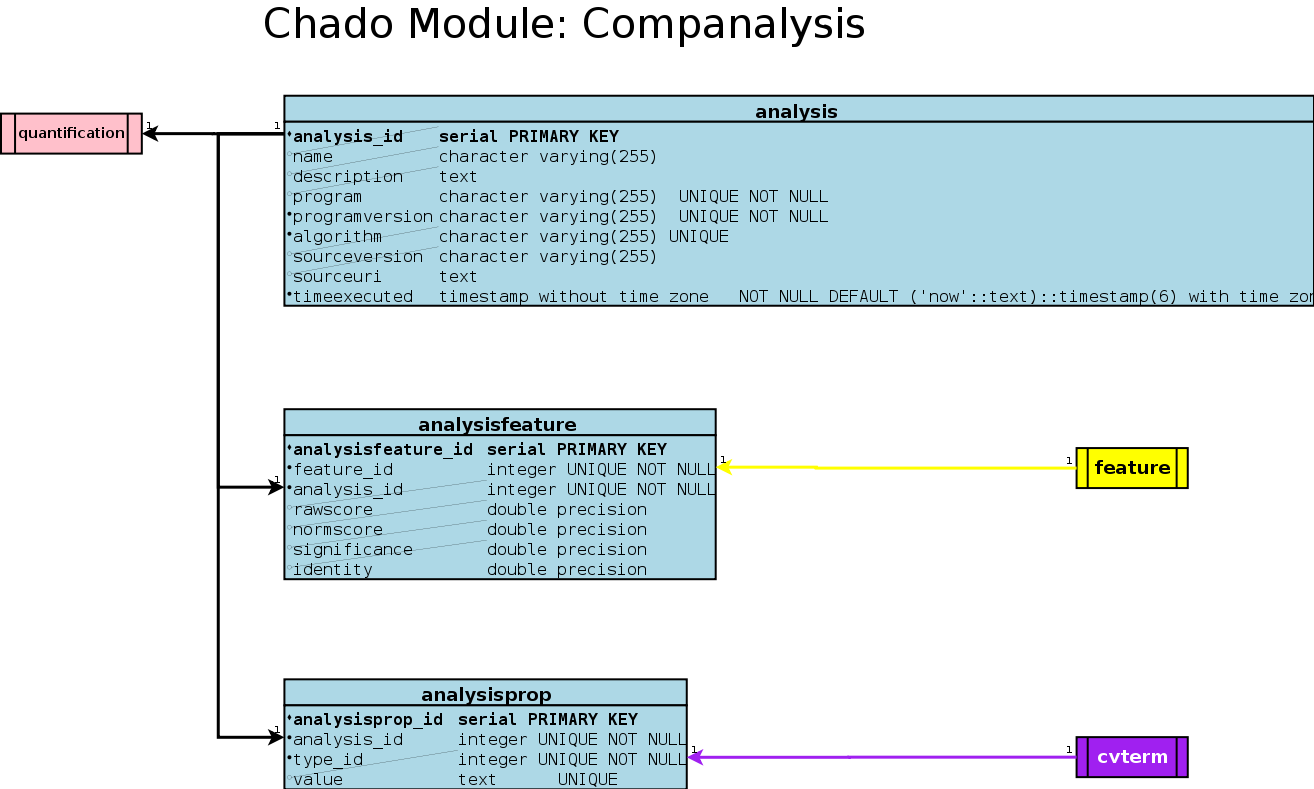 Chado Module: Companalysis
analysis
quantification
1
1
analysis_id serial PRIMARY KEY
name character varying(255)
description text
program character varying(255) UNIQUE NOT NULL
programversion character varying(255) UNIQUE NOT NULL
algorithm character varying(255) UNIQUE
sourceversion character varying(255)
sourceuri text
timeexecuted timestamp without time zone NOT NULL DEFAULT ('now'::text)::timestamp(6) with time zon
analysisfeature
analysisfeature_id serial PRIMARY KEY
feature_id integer UNIQUE NOT NULL
1
1
feature
1
analysis_id integer UNIQUE NOT NULL
rawscore double precision
normscore double precision
significance double precision
identity double precision
analysisprop
analysisprop_id serial PRIMARY KEY
1
analysis_id integer UNIQUE NOT NULL
type_id integer UNIQUE NOT NULL
1
1
cvterm
value text UNIQUE